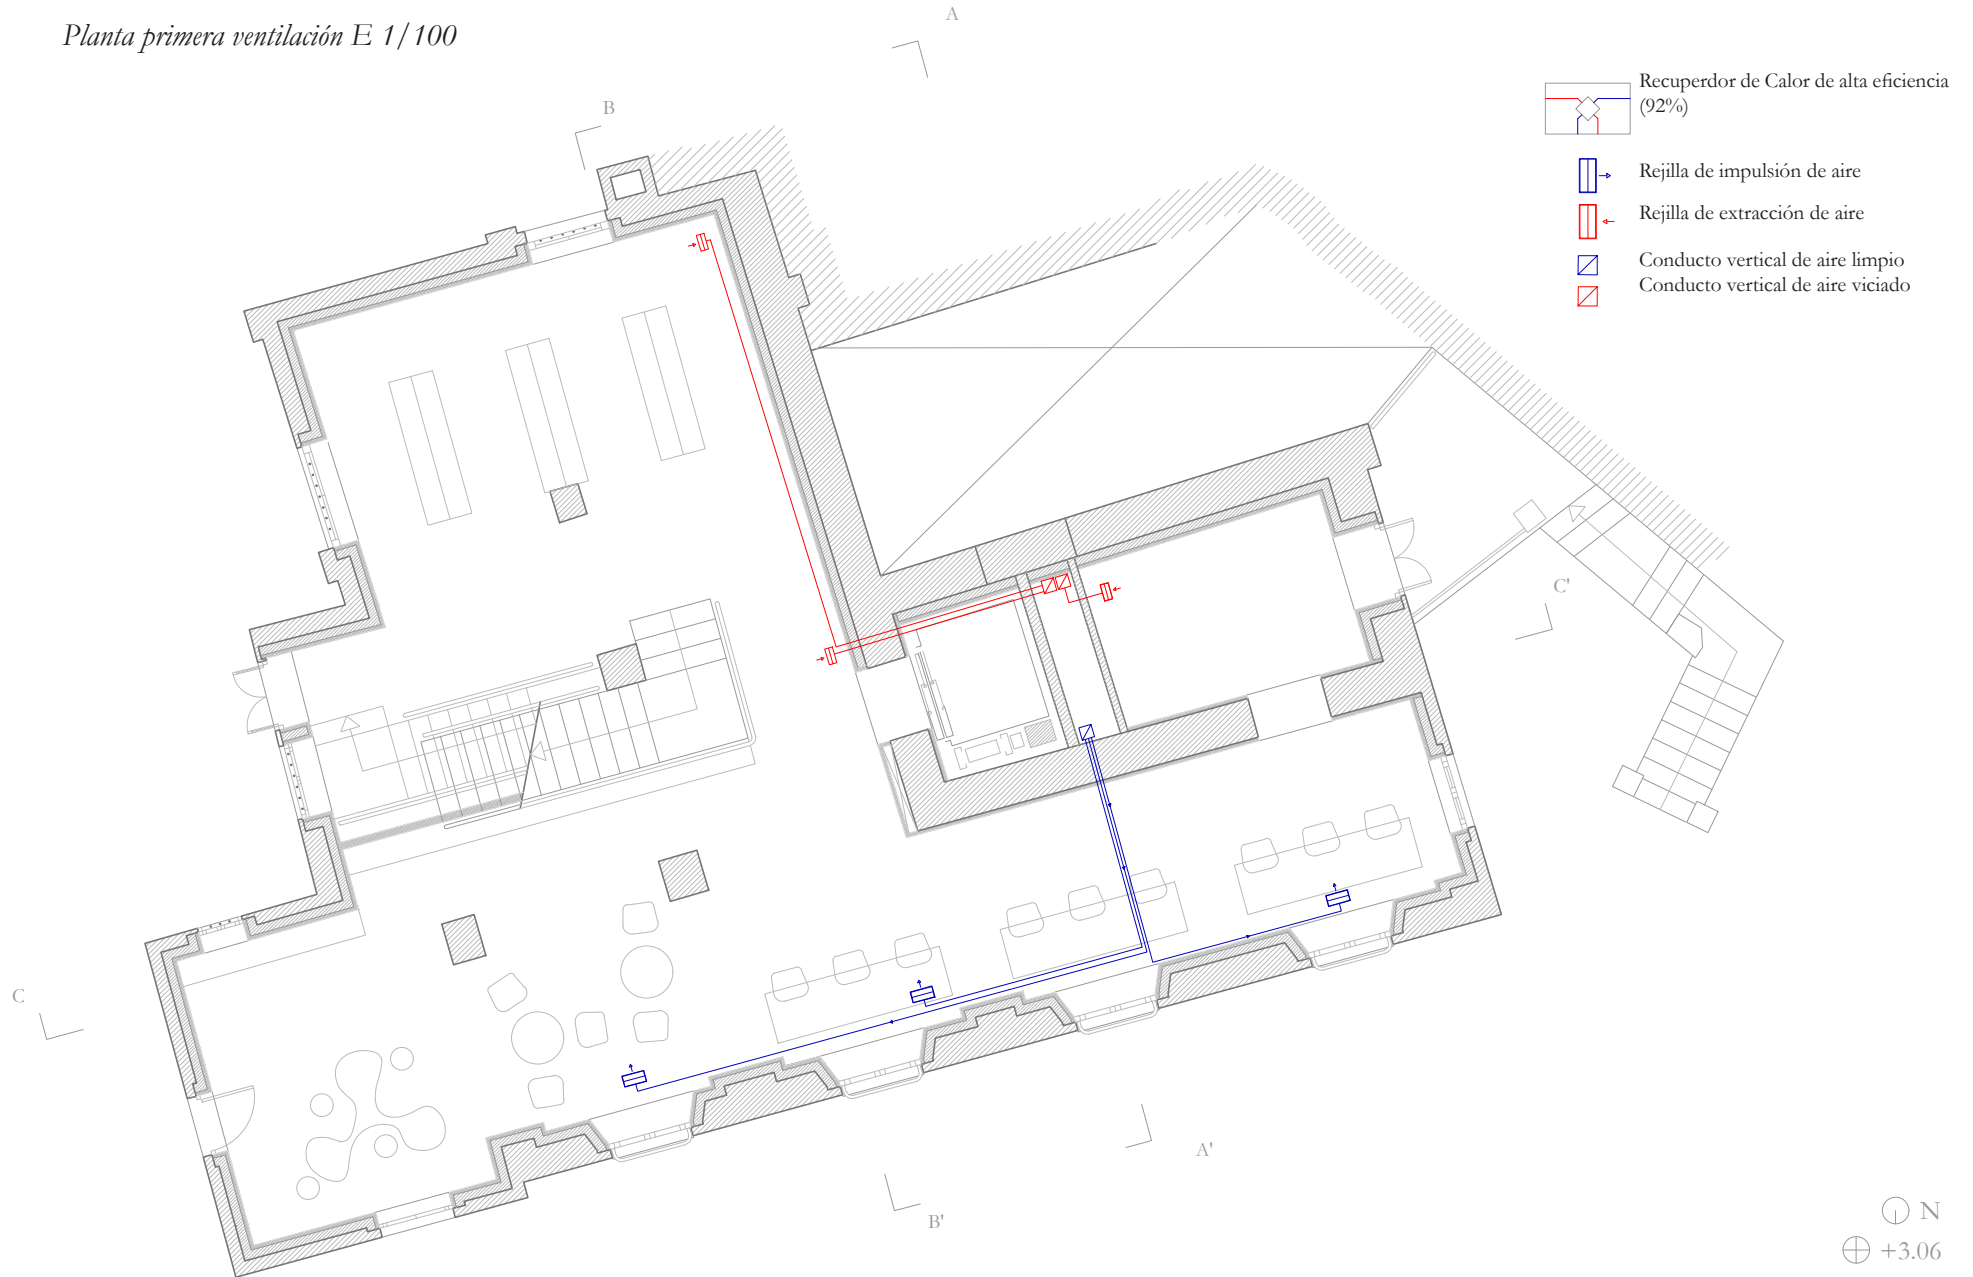 Planta primera ventilación E 1/100
A
B
Recuperdor de Calor de alta eficiencia
(92%)
Rejilla de impulsión de aire
Rejilla de extracción de aire
Conducto vertical de aire limpio
Conducto vertical de aire viciado
C'
C
A'
B'
N
+3.06